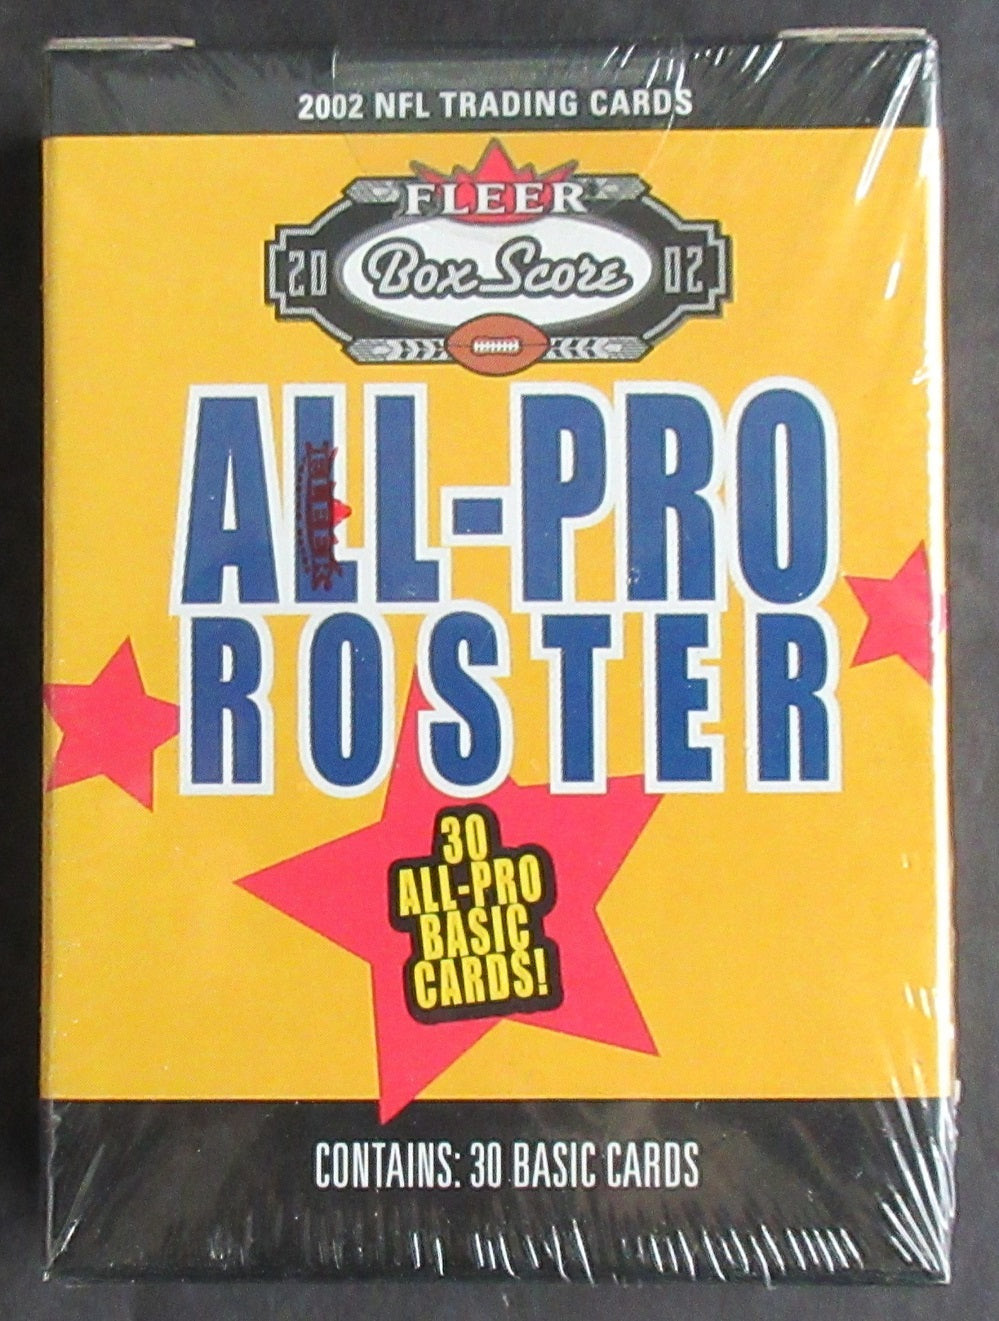 2002 NFL TRADING CARDS
FLEER
20 Box Score 02
ALL-PRO
FLEER
ROSTER
30
ALL-PRO
BASIC
CARDS!
CONTAINS: 30 BASIC CARDS